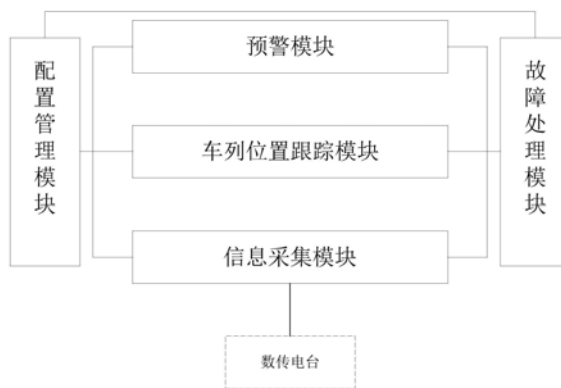 预警模块
配置管理模块
车列位置跟踪模块
故障处理模块
信息采集模块
数传电台